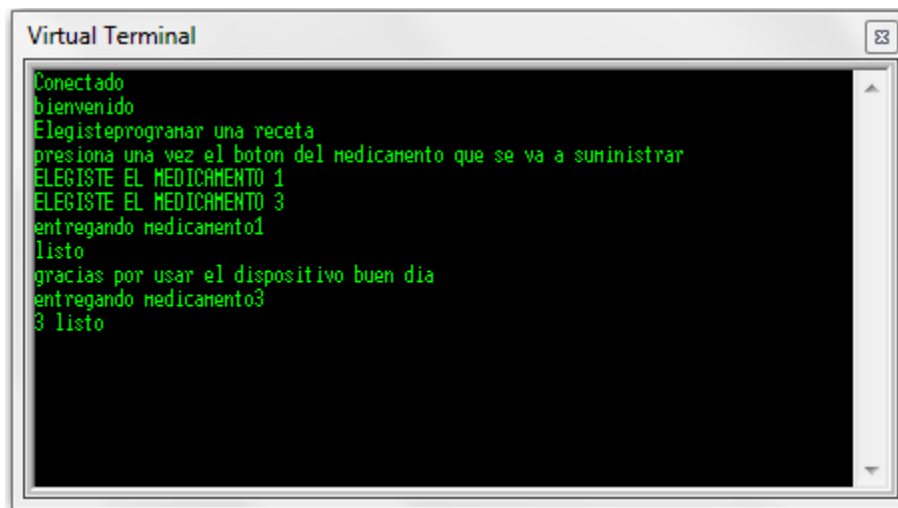 Virtual Terminal
Conectado
bienvenido
Elegisteprogramar una receta
presiona una vez el boton del medicamento que se va a suministrar
ELEGISTE EL MEDICAMENTO 1
ELEGISTE EL MEDICAMENTO 3
entregando medicamento1
listo
gracias por usar el dispositivo buen dia
entregando medicamento3
3 listo